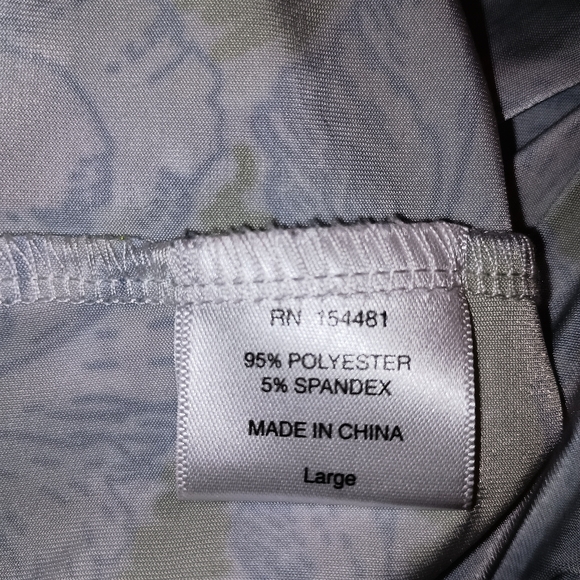 RN 154481
95% POLYESTER
5% SPANDEX
MADE IN CHINA
Large